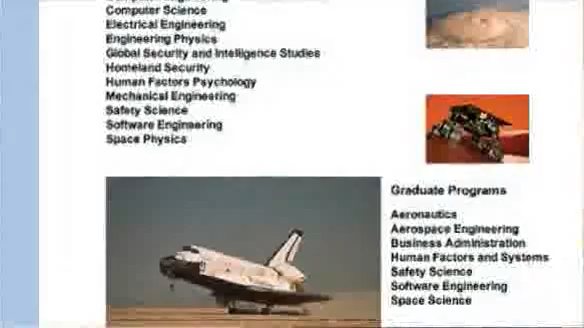 Computer Science
Electrical Engineering
Engineering Physics
Global Security and Intelligence Studies
Homeland Security
Human Factors Psychology
Mechanical Engineering
Safety Science
Software Engineering
Space Physics
Graduate Programs
Aeronautics
Aerospace Engineering
Business Administration
Human Factors and Systems
Safety Science
Software Engineering
Space Science